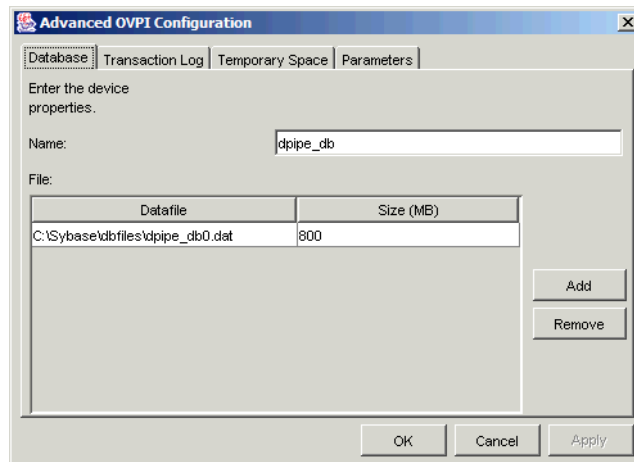 Advanced OVPI Configuration
Database Transaction Log Temporary Space Parameters
Enter the device
properties.
Name: dpipe_db
File:
Datafile Size (MB)
C:\Sybase\dbfiles\dpipe_db0.dat 800
Add
Remove
OK Cancel Apply